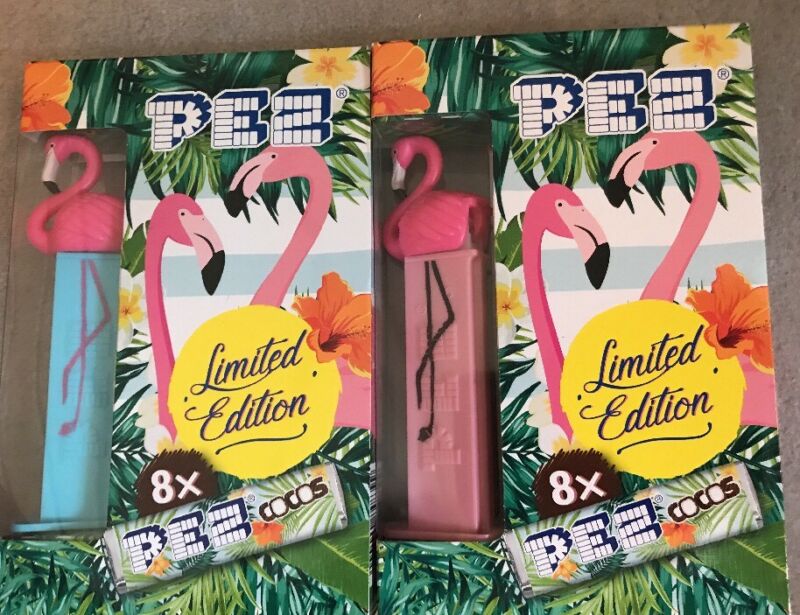 PEZ®
Limited
Edition
8x
PEZ® COCOS
PEZ®
Limited
Edition
8x
PEZ® COCOS